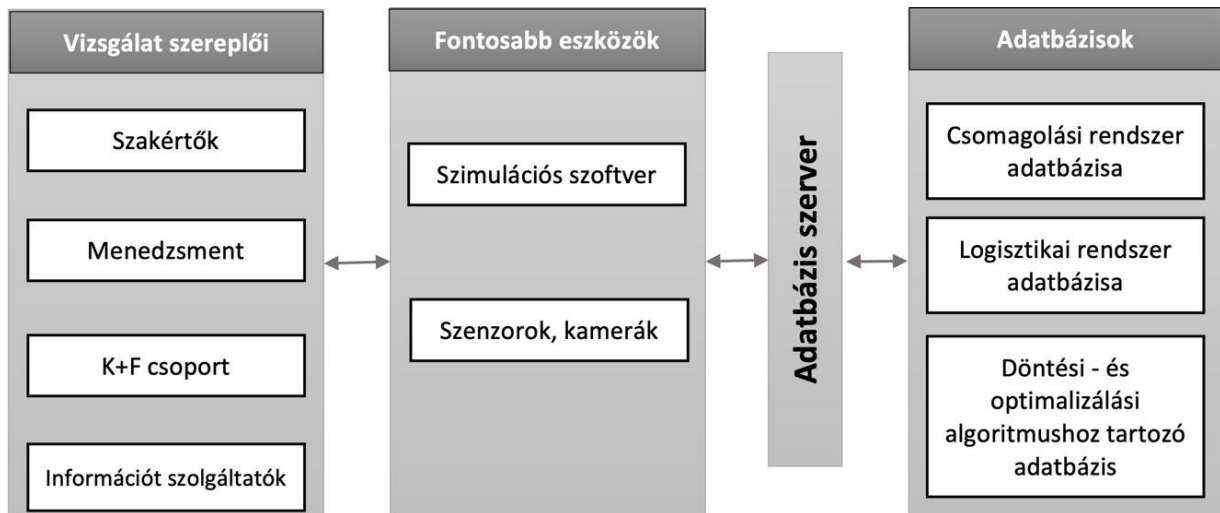 Vizsgálat szereplői
Szakértők
Menedzsment
K+F csoport
Információt szolgáltatók
Fontosabb eszközök
Szimulációs szoftver
Szenzorok, kamerák
Adatbázis szerver
Adatbázisok
Csomagolási rendszer
adatbázisa
Logisztikai rendszer
adatbázisa
Döntési - és
optimalizálási
algoritmushoz tartozó
adatbázis